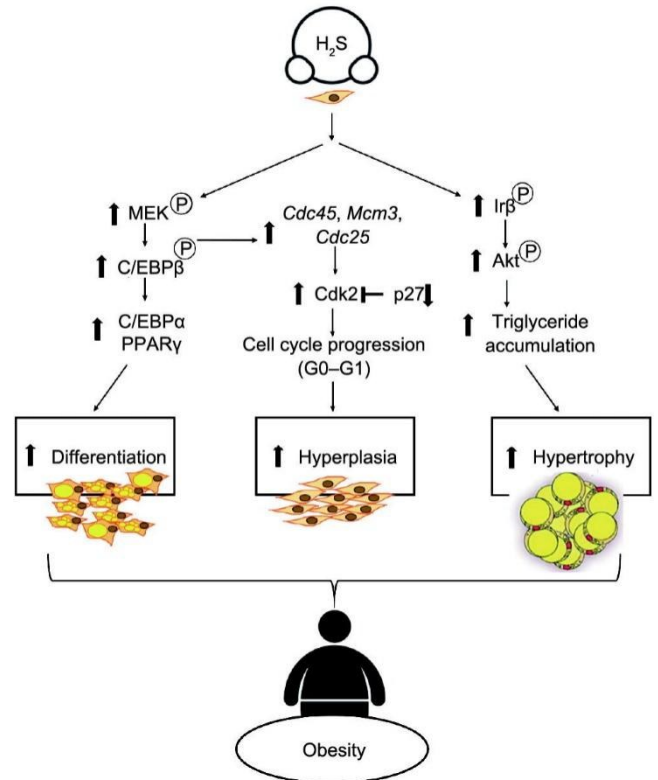 H₂S
MEK P
C/EBPβ P
C/EBPα
PPARγ
Cdc45, Mcm3,
Cdc25
Cdk2 p27
Cell cycle progression
(G0–G1)
Irβ P
Akt P
Triglyceride
accumulation
Differentiation
Hyperplasia
Hypertrophy
Obesity